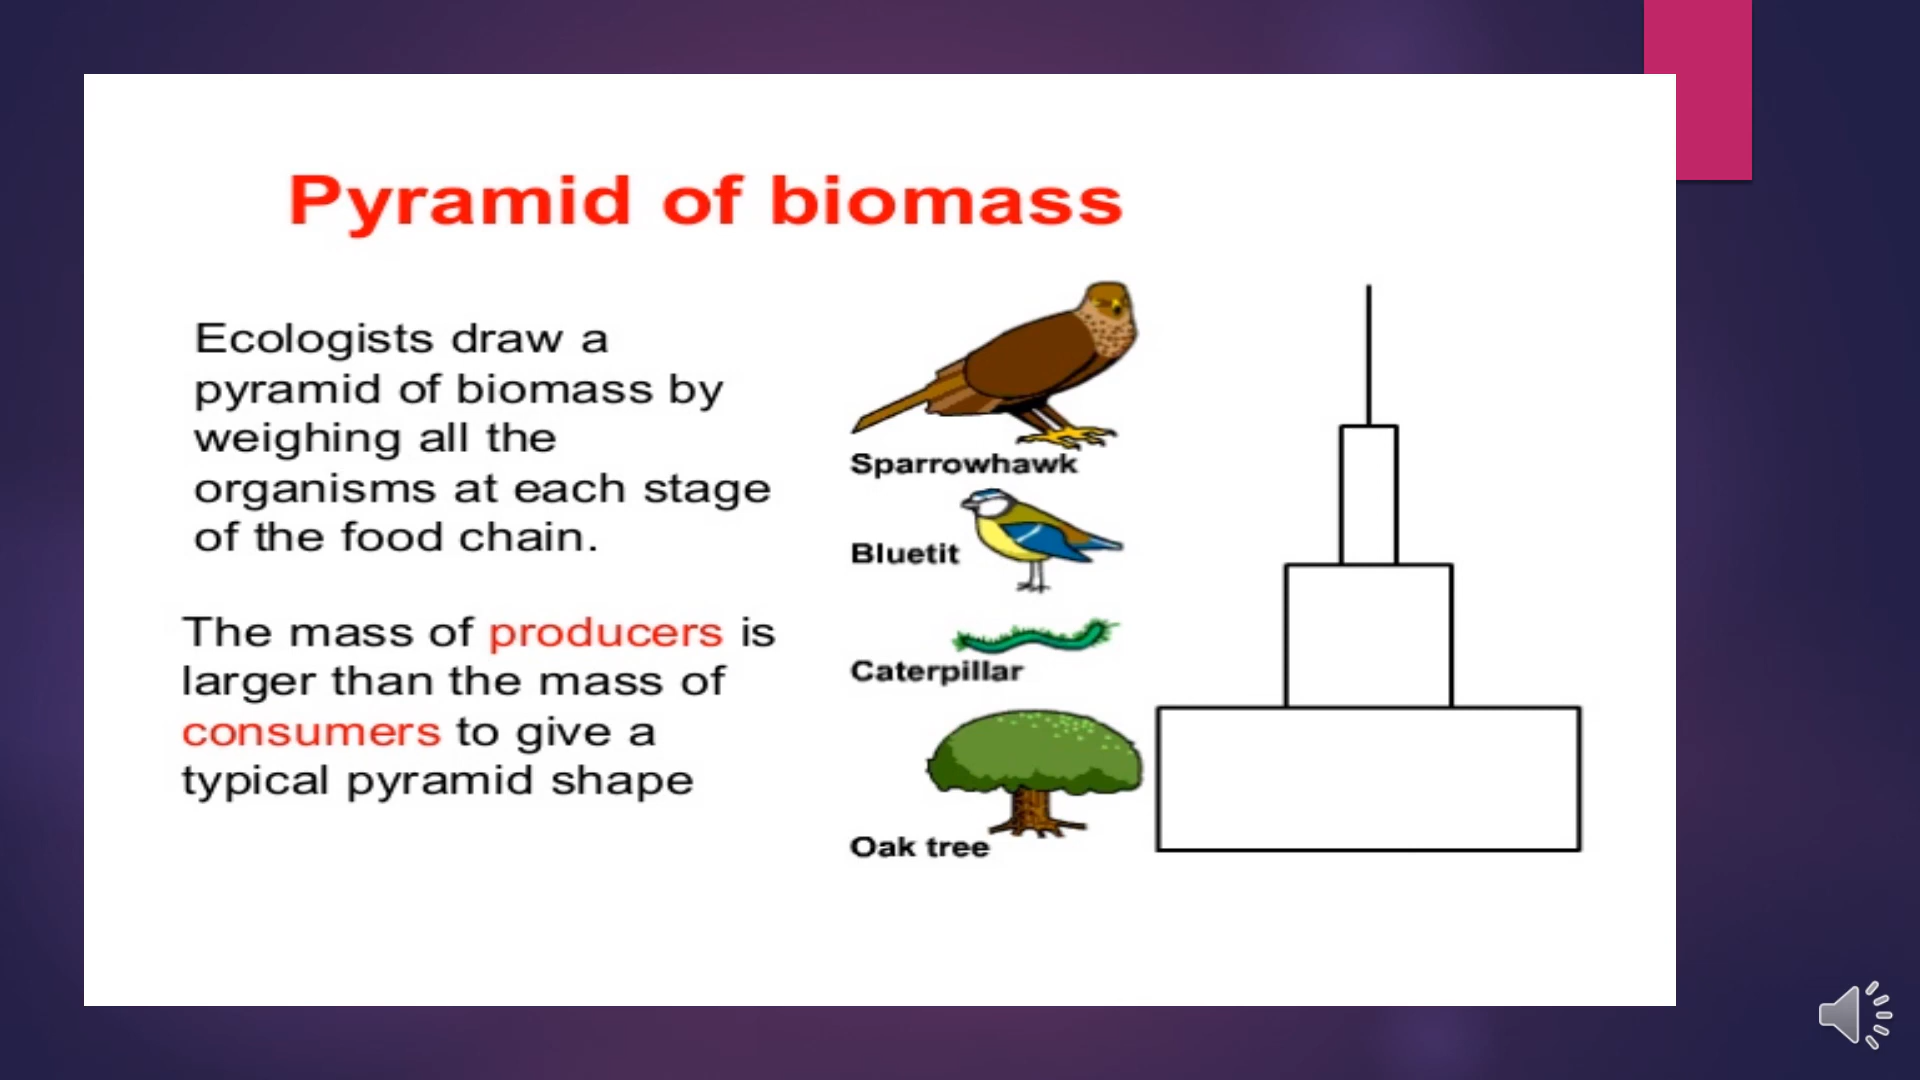 Pyramid of biomass
Ecologists draw a
pyramid of biomass by
weighing all the
organisms at each stage
of the food chain.
The mass of producers is
larger than the mass of
consumers to give a
typical pyramid shape
Sparrowhawk
Bluetit
Caterpillar
Oak tree